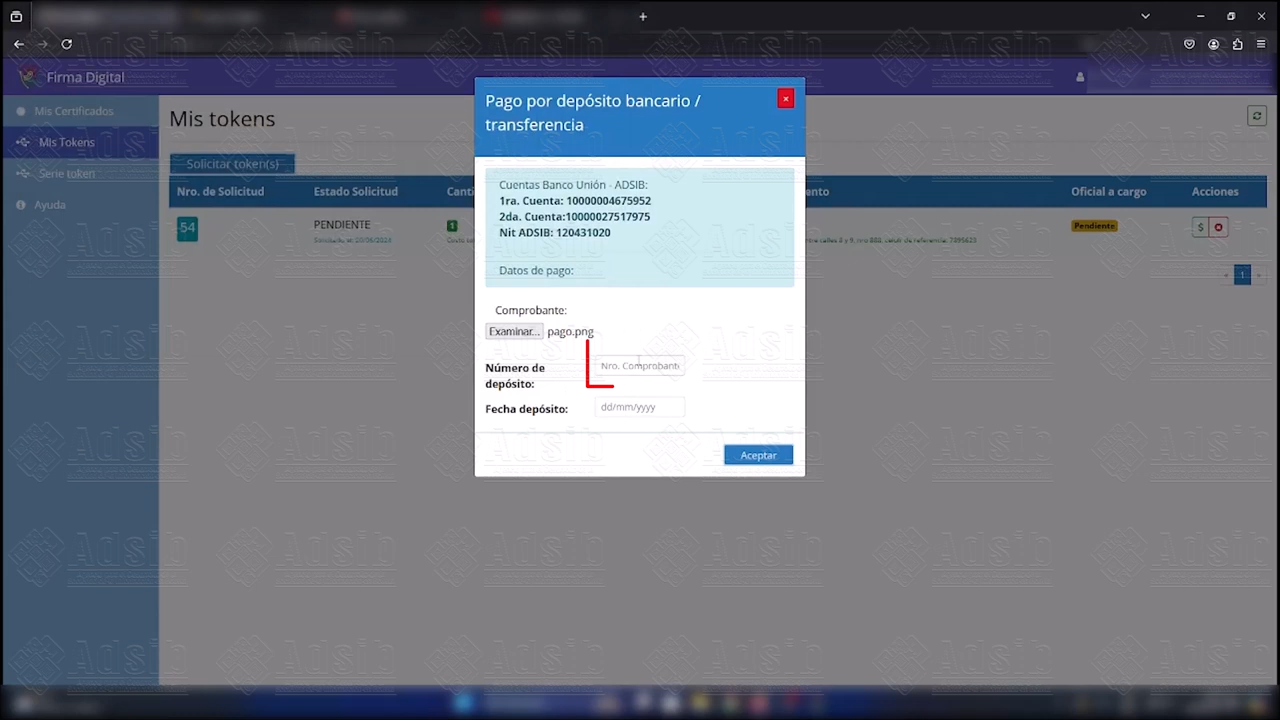 Firma Digital
Mis Certificados
Mis Tokens
Serie token
Ayuda
Mis tokens
Solicitar token(s)
Nro. de Solicitud
Estado Solicitud
Oficial a cargo
Acciones
54
PENDIENTE
1
Pendiente
$
1
Pago por depósito bancario /
transferencia
Cuentas Banco Unión - ADSIB:
1ra. Cuenta: 10000004675952
2da. Cuenta:10000027517975
Nit ADSIB: 120431020
Datos de pago:
Comprobante:
Examinar... pago.png
Número de
depósito:
Nro. Comprobante
Fecha depósito:
dd/mm/yyyy
Aceptar
Adsib